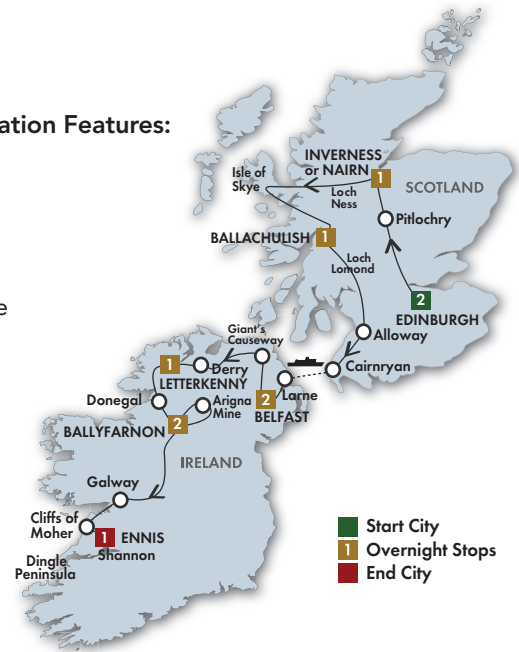 ation Features:
e
INVERNESS
or NAIRN
1
Isle of
Skye
Loch
Ness
SCOTLAND
Pitlochry
BALLACHULISH
1
Loch
Lomond
2
EDINBURGH
Alloway
Giant's
Causeway
Cairnryan
1
Derry
LETTERKENNY
Larne
Donegal
Arigna
Mine
2
BELFAST
2
BALLYFARNON
IRELAND
Galway
Cliffs of
Moher
1
ENNIS
Shannon
Dingle
Peninsula
Start City
1 Overnight Stops
End City